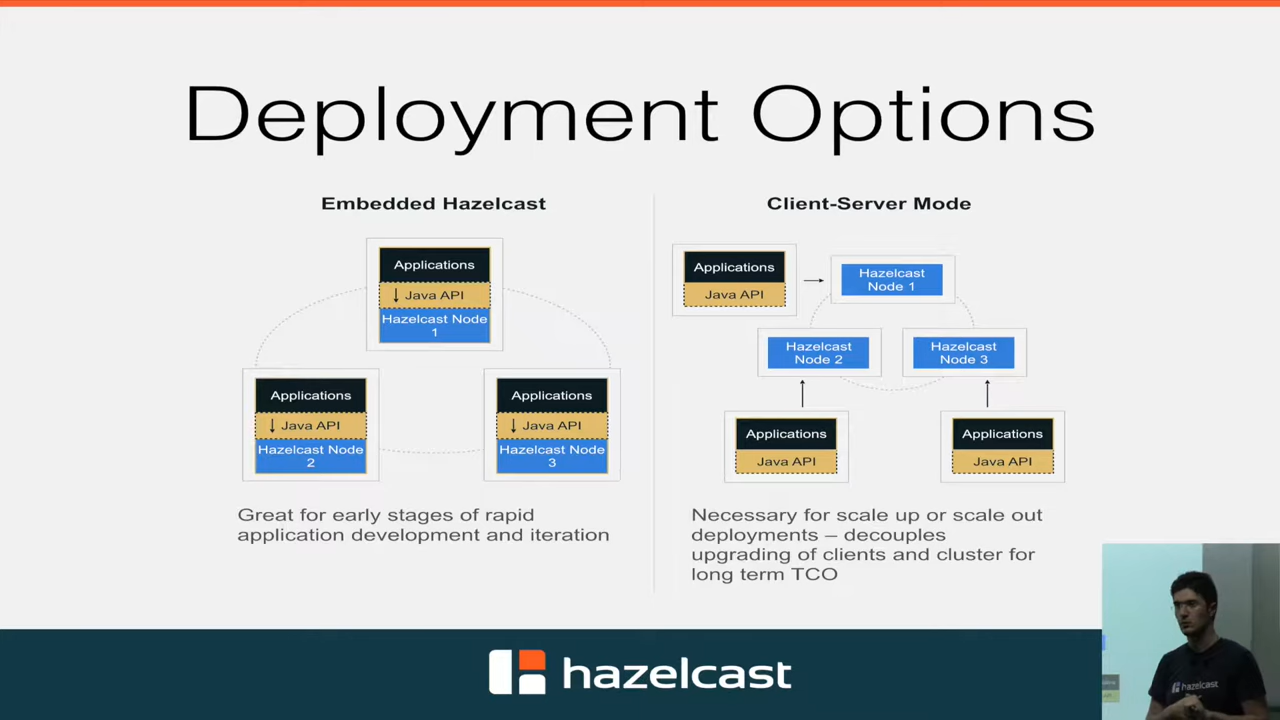 Deployment Options
Embedded Hazelcast
Applications
Java API
Hazelcast Node
1
Applications
Java API
Hazelcast Node
2
Applications
Java API
Hazelcast Node
3
Great for early stages of rapid
application development and iteration
Client-Server Mode
Applications
Java API
Hazelcast
Node 1
Hazelcast
Node 2
Hazelcast
Node 3
Applications
Java API
Applications
Java API
Necessary for scale up or scale out
deployments – decouples
upgrading of clients and cluster for
long term TCO
hazelcast
hazelcast